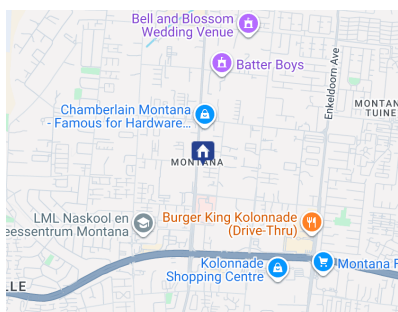 Bell and Blossom
Wedding Venue
Batter Boys
Enkeldoorn Ave
MONTAN
TUINE
Chamberlain Montana
- Famous for Hardware...
MONTANA
LML Naskool en
eessentrum Montana
Burger King Kolonnade
(Drive-Thru)
Kolonnade
Shopping Centre
Montana F
LLE